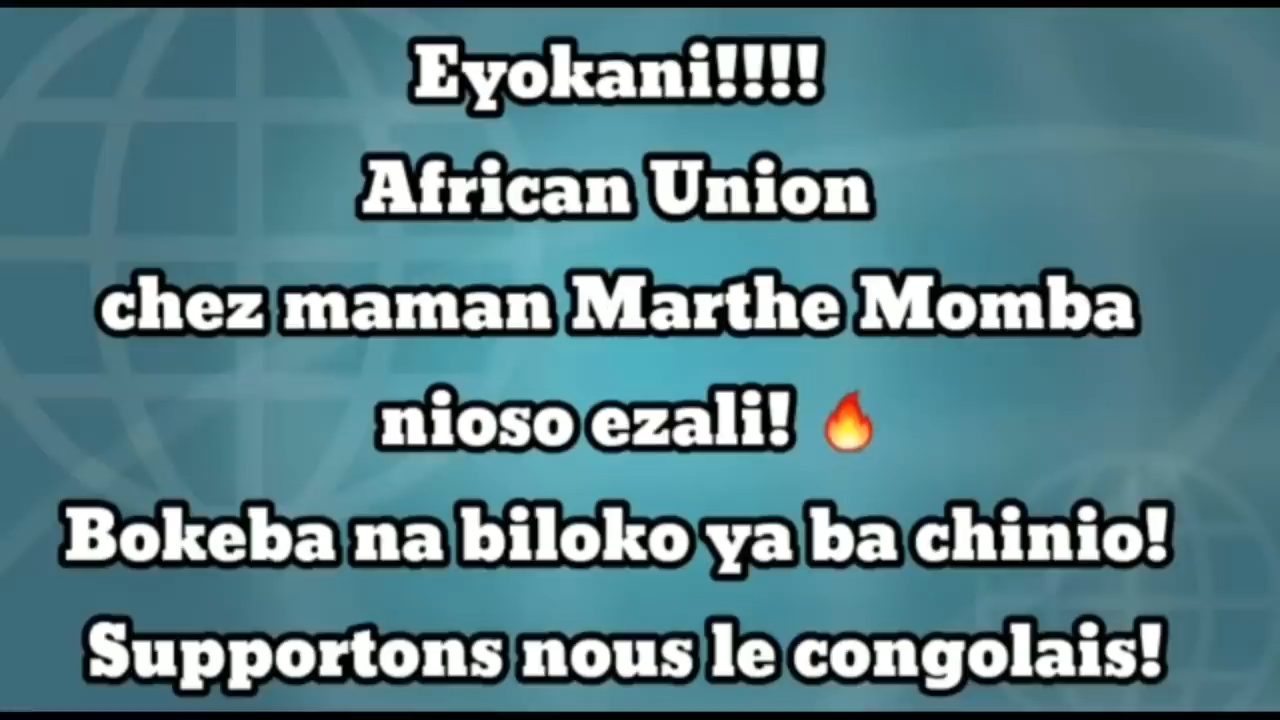 Eyokani!!!!
African Union
chez maman Marthe Momba
nioso ezali! 🔥
Bokeba na biloko ya ba chinio!
Supportons nous le congolais!